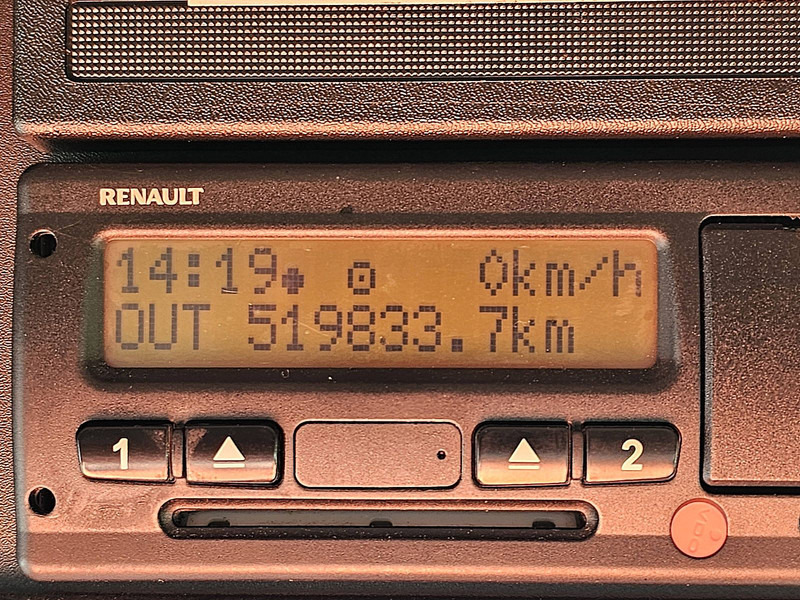 RENAULT
14:19 0km/h
OUT 519833.7km
1 2